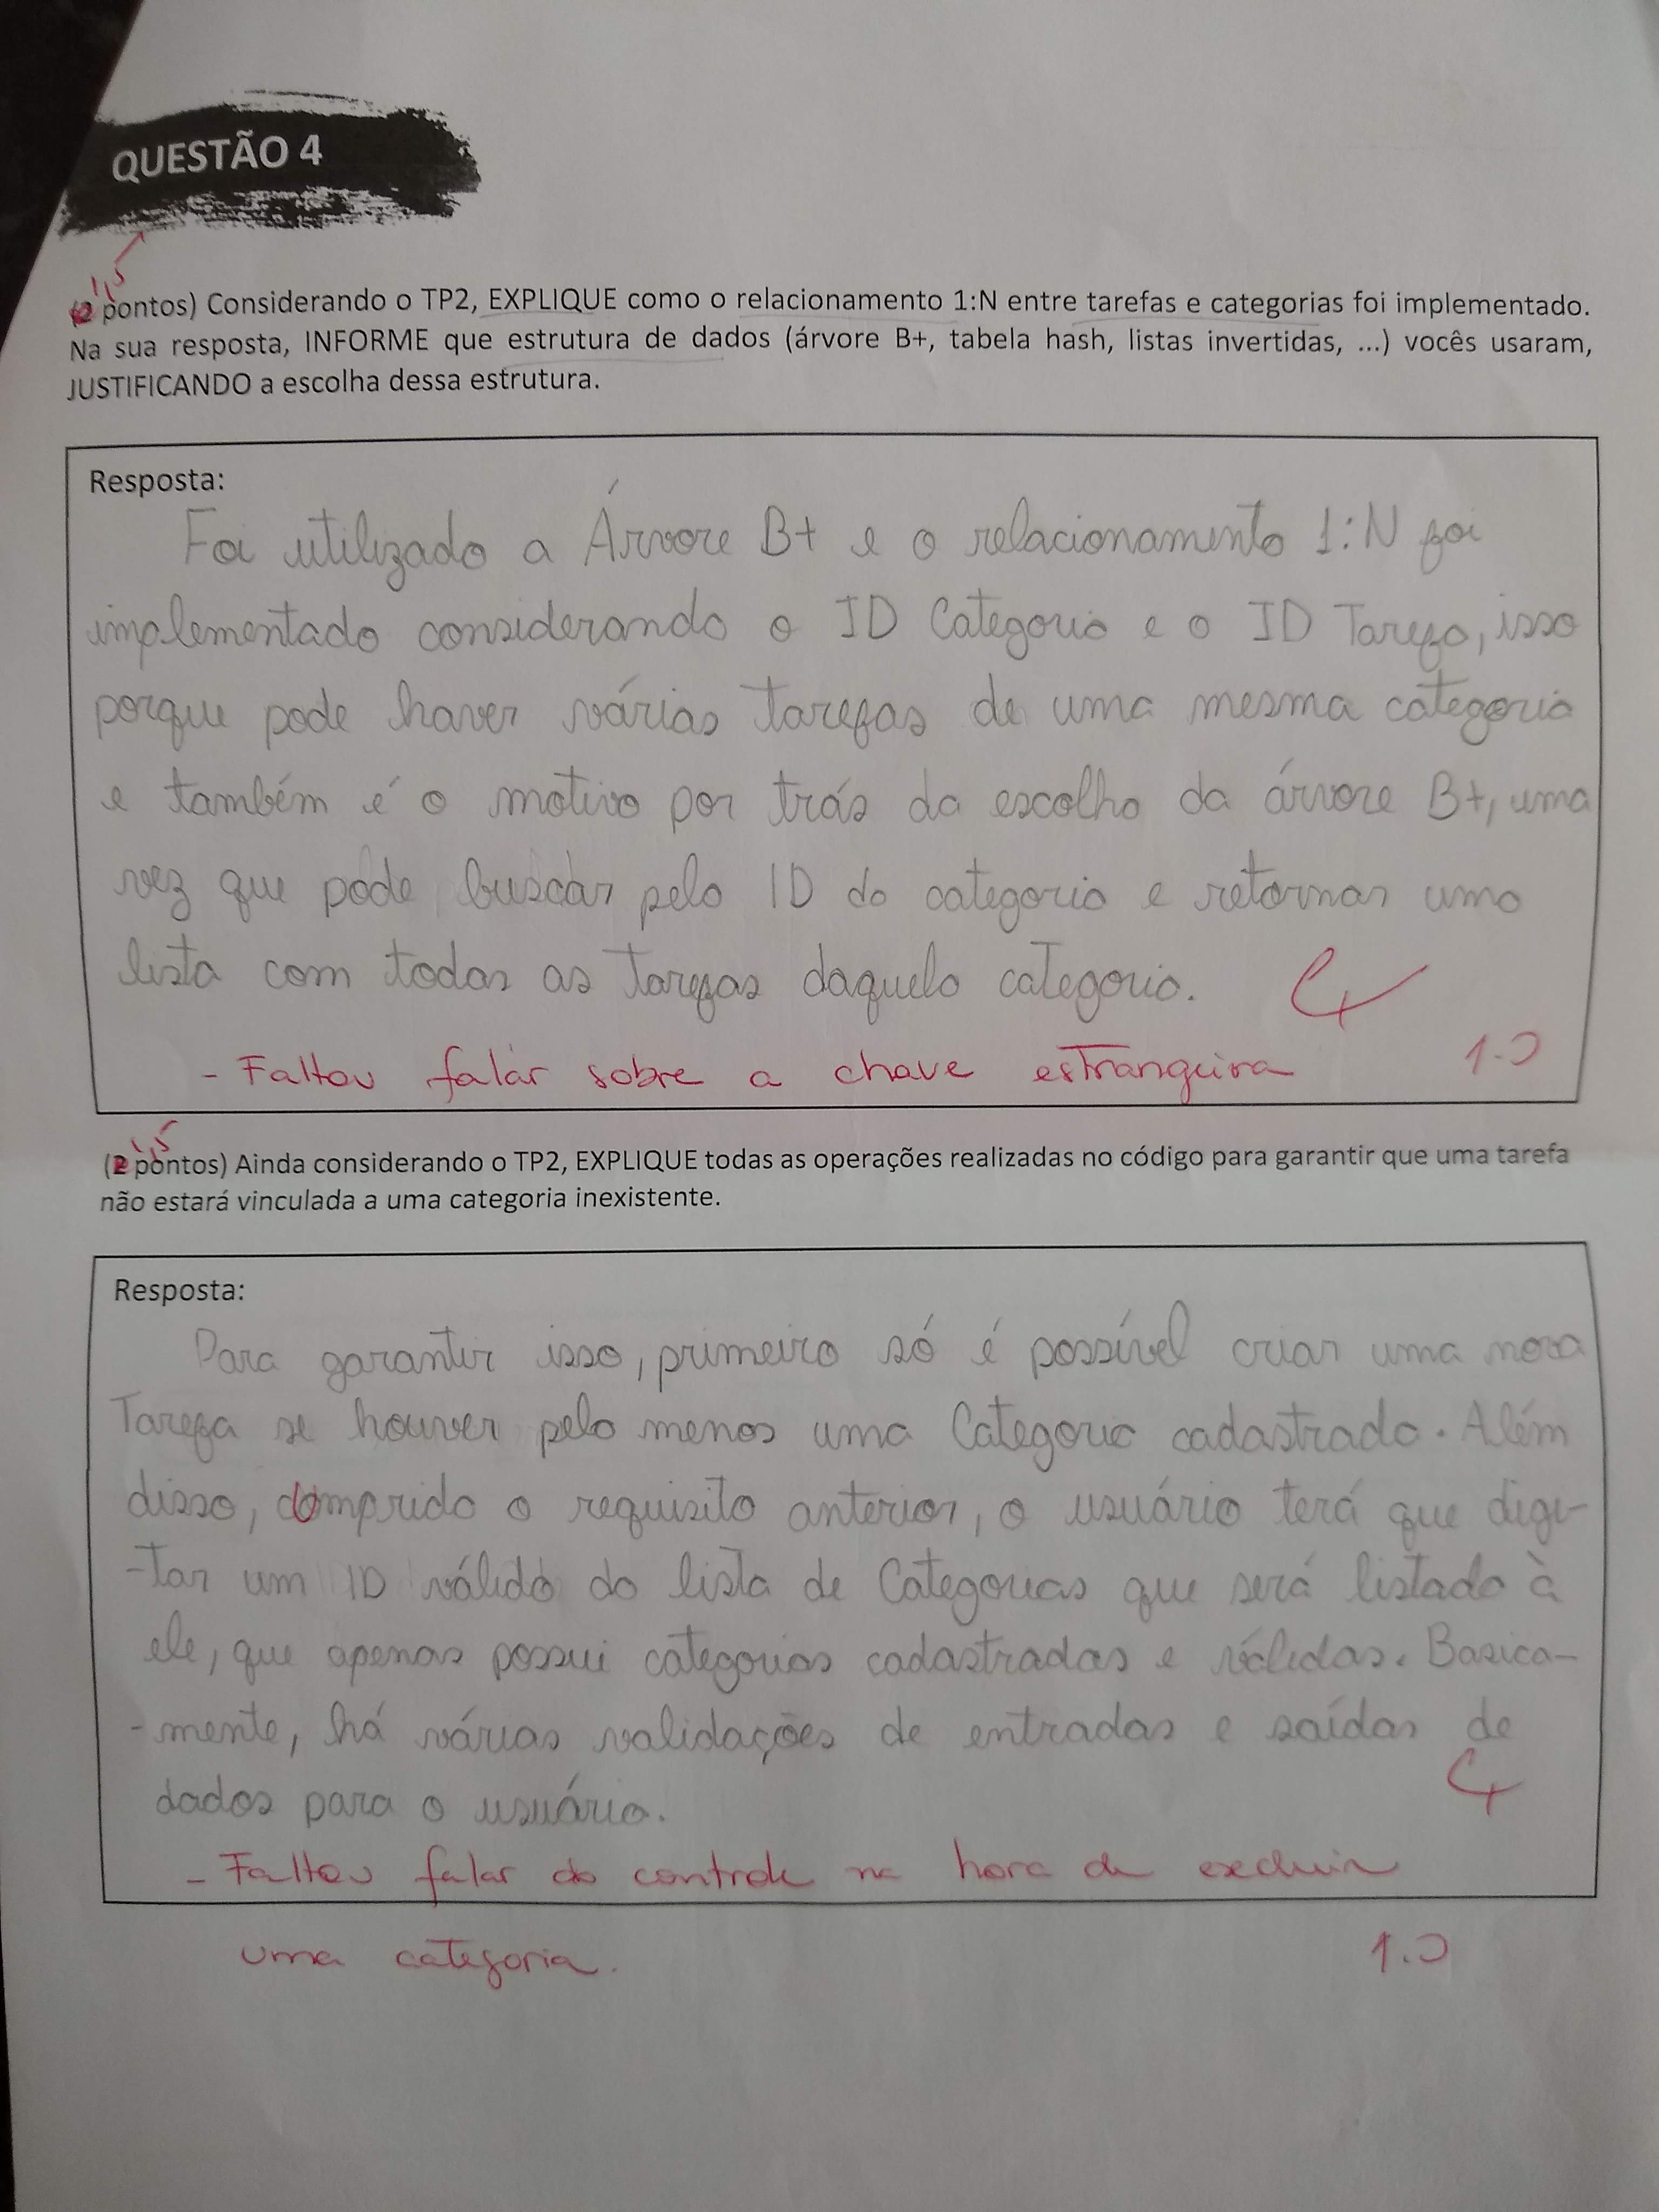 QUESTÃO 4
1,5
(2 pontos) Considerando o TP2, EXPLIQUE como o relacionamento 1:N entre tarefas e categorias foi implementado.
Na sua resposta, INFORME que estrutura de dados (árvore B+, tabela hash, listas invertidas, ...) vocês usaram,
JUSTIFICANDO a escolha dessa estrutura.
Resposta:
Foi utilizado a Árvore B+ e o relacionamento 1:N foi
implementado considerando o ID Categoria e o ID Tarefa, isso
porque pode haver várias tarefas de uma mesma categoria
e também é o motivo por trás da escolha da árvore B+, uma
vez que pode buscar pelo ID da categoria e retornar uma
lista com todas as tarefas daquela categoria.
- Faltou falar sobre a chave estrangeira 1.0
1,5
(2 pontos) Ainda considerando o TP2, EXPLIQUE todas as operações realizadas no código para garantir que uma tarefa
não estará vinculada a uma categoria inexistente.
Resposta:
Para garantir isso, primeiro só é possível criar uma nova
Tarefa se houver pelo menos uma Categoria cadastrada. Além
disso, comprido o requisito anterior, o usuário terá que digi-
-tar um ID válido da lista de Categorias que será listado à
ele, que apenas possui categorias cadastradas e válidas. Basica-
-mente, há várias validações de entradas e saídas de
dados para o usuário.
- Faltou falar do controle na hora de excluir
uma categoria. 1.0